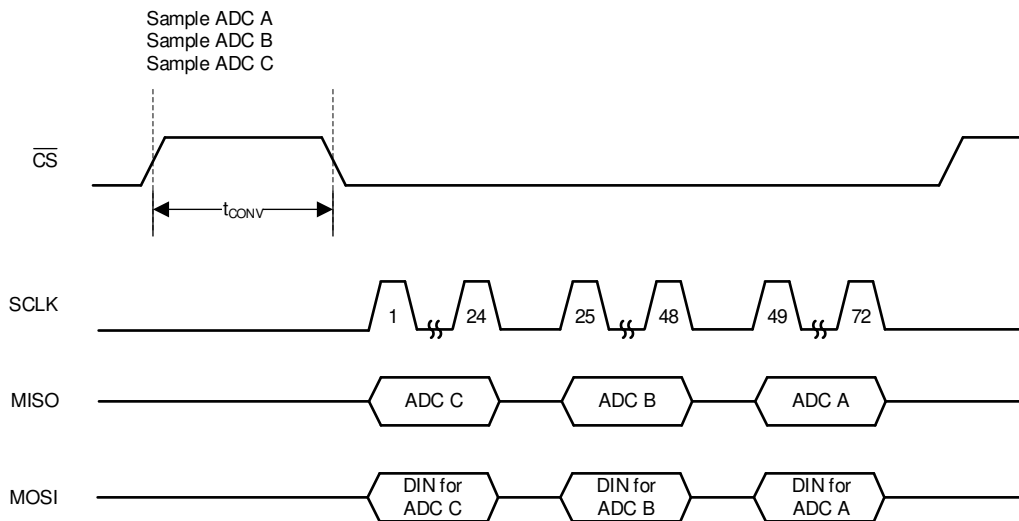 Sample ADC A
Sample ADC B
Sample ADC C
CS
tCONV
SCLK
1
24
25
48
49
72
MISO
ADC C
ADC B
ADC A
MOSI
DIN for
ADC C
DIN for
ADC B
DIN for
ADC A